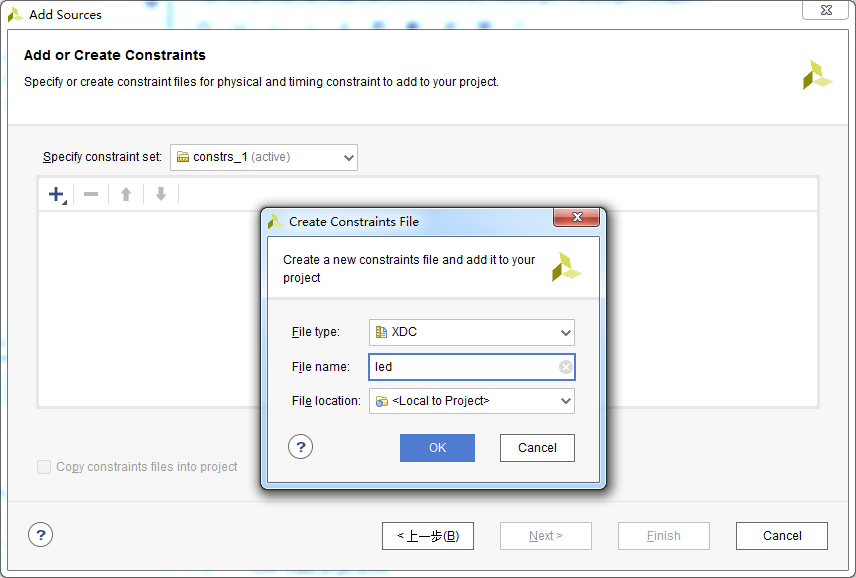 Add Sources
Add or Create Constraints
Specify or create constraint files for physical and timing constraint to add to your project.
Specify constraint set: constrs_1 (active)
Create Constraints File
Create a new constraints file and add it to your
project
File type: XDC
File name: led
File location: <Local to Project>
? OK Cancel
Copy constraints files into project
? < 上一步(B) Next > Finish Cancel